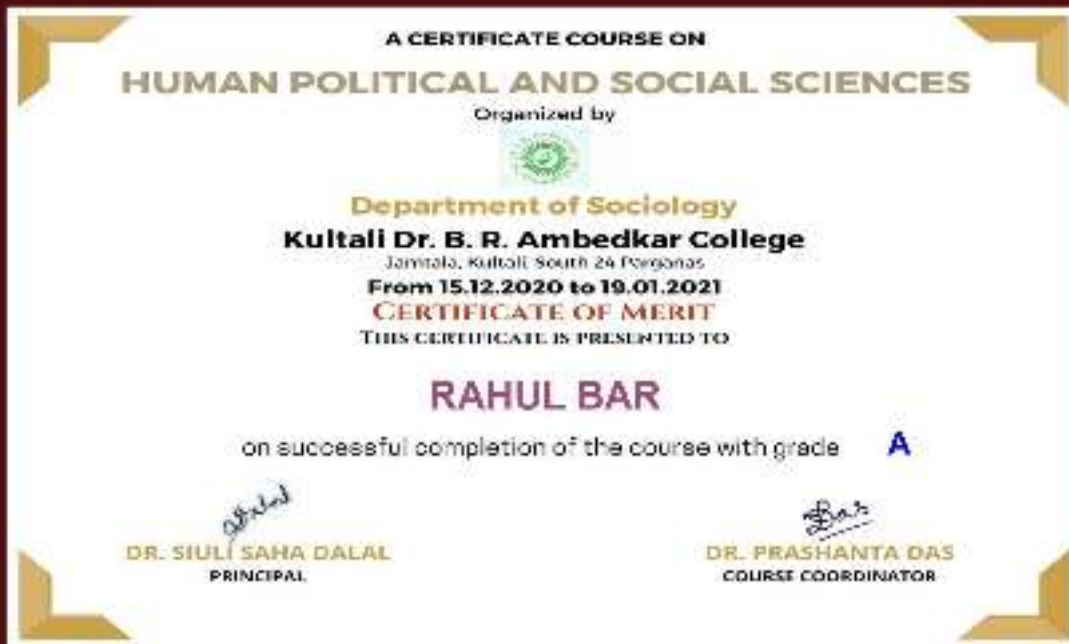 A CERTIFICATE COURSE ON
HUMAN POLITICAL AND SOCIAL SCIENCES
Organized by
Department of Sociology
Kultali Dr. B. R. Ambedkar College
Jamtala, Kultali South 24 Parganas
From 15.12.2020 to 19.01.2021
CERTIFICATE OF MERIT
THIS CERTIFICATE IS PRESENTED TO
RAHUL BAR
on successful completion of the course with grade A
Das
DR. SIULI SAHA DALAL
DR. PRASHANTA DAS
PRINCIPAL
COURSE COORDINATOR